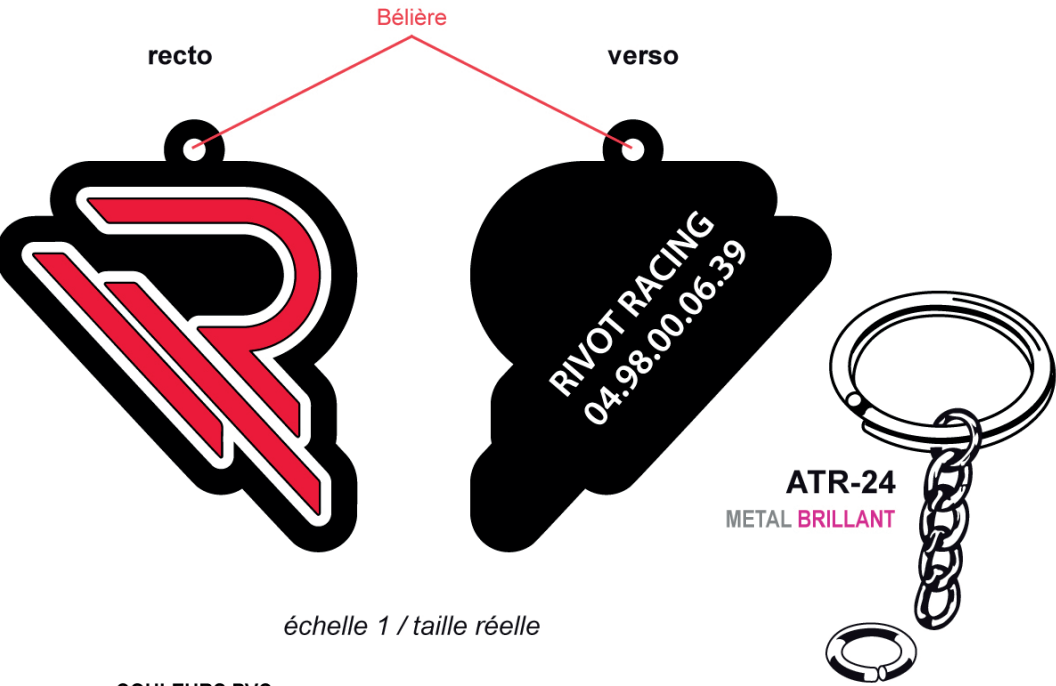 Bélière
recto
verso
RIVOT RACING
04.98.00.06.39
ATR-24
METAL BRILLANT
échelle 1 / taille réelle